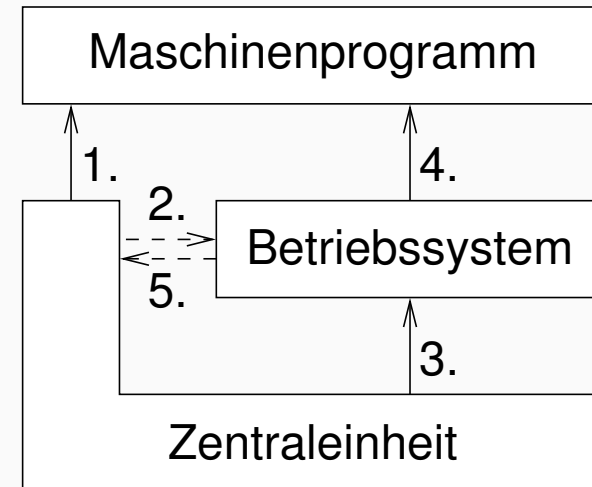 Maschinenprogramm
1.
4.
2.
Betriebssystem
5.
3.
Zentraleinheit